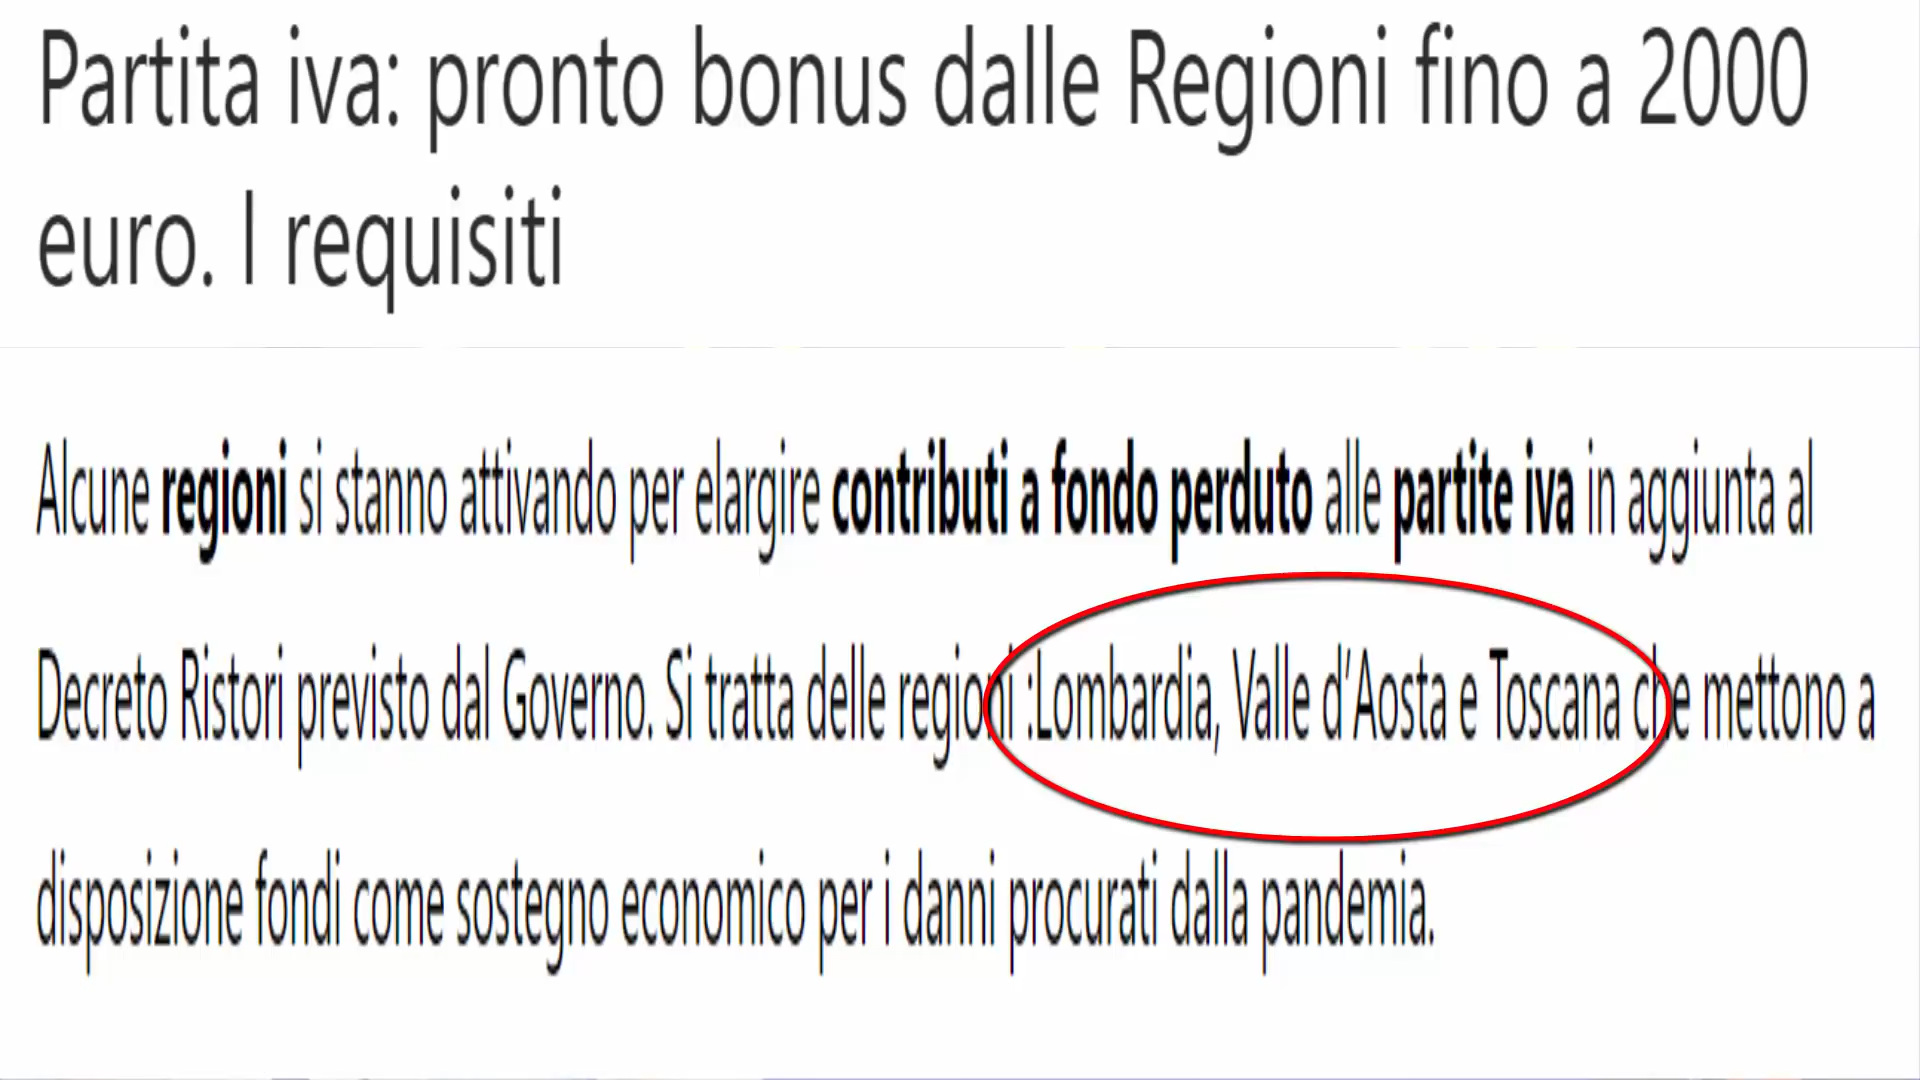 Partita iva: pronto bonus dalle Regioni fino a 2000
euro. I requisiti
Alcune regioni si stanno attivando per elargire contributi a fondo perduto alle partite iva in aggiunta al
Decreto Ristori previsto dal Governo. Si tratta delle regioni :Lombardia, Valle d'Aosta e Toscana che mettono a
disposizione fondi come sostegno economico per i danni procurati dalla pandemia.